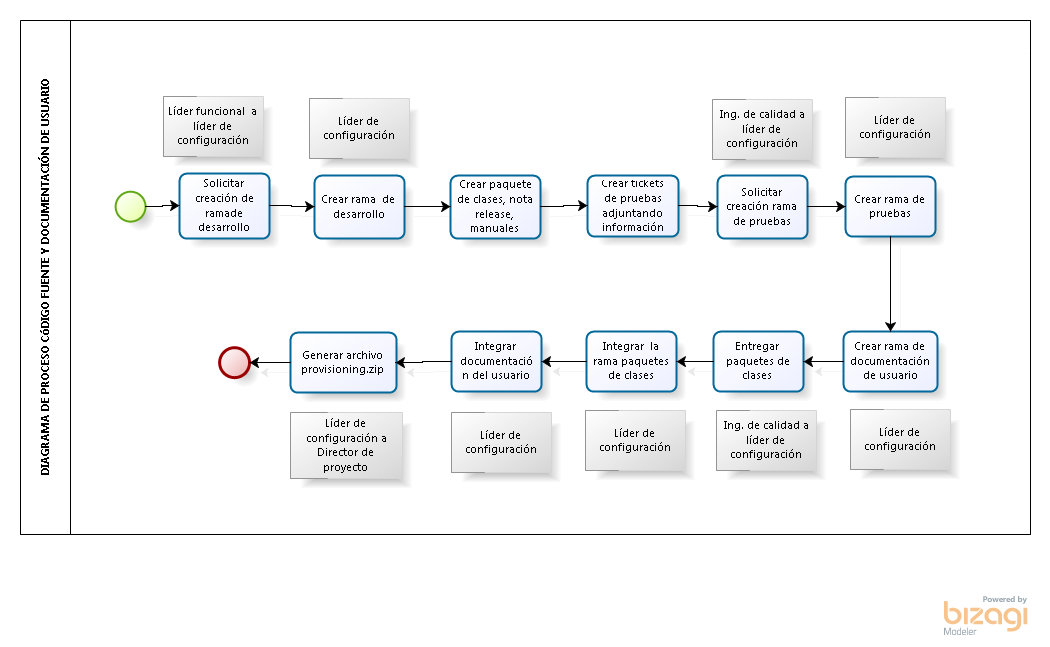 DIAGRAMA DE PROCESO CóDIGO FUENTE Y DOCUMENTACIÓN DE USUARIO
Líder funcional a
líder de
configuración
Líder de
configuración
Ing. de calidad a
líder de
configuración
Líder de
configuración
Solicitar
creación de
ramade
desarrollo
Crear rama de
desarrollo
Crear paquete
de clases, nota
release,
manuales
Crear tickets
de pruebas
adjuntando
información
Solicitar
creación rama
de pruebas
Crear rama de
pruebas
Generar archivo
provisioning.zip
Integrar
documentació
n del usuario
Integrar la
rama paquetes
de clases
Entregar
paquetes de
clases
Crear rama de
documentación
de usuario
Líder de
configuración a
Director de
proyecto
Líder de
configuración
Líder de
configuración
Ing. de calidad a
líder de
configuración
Líder de
configuración
Powered by
bizagi
Modeler